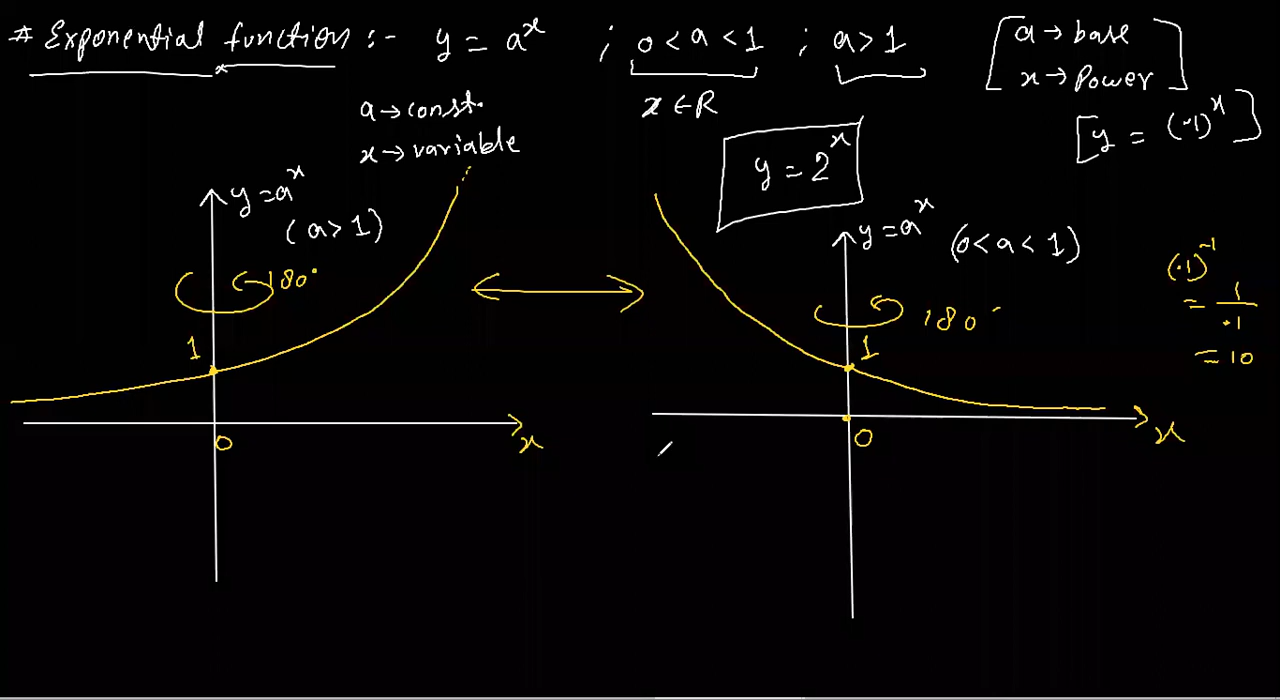 # Exponential function :- y = a^x ; 0 < a < 1 ; a > 1
[a → base
x → Power]
x ∈ R
a → const.
x → variable
[y = (·1)^x]
y = 2^x
y = a^x
(a > 1)
180°
1
0
x
y = a^x (0 < a < 1)
180°
1
0
x
(·1)^-1
= 1/·1
= 10